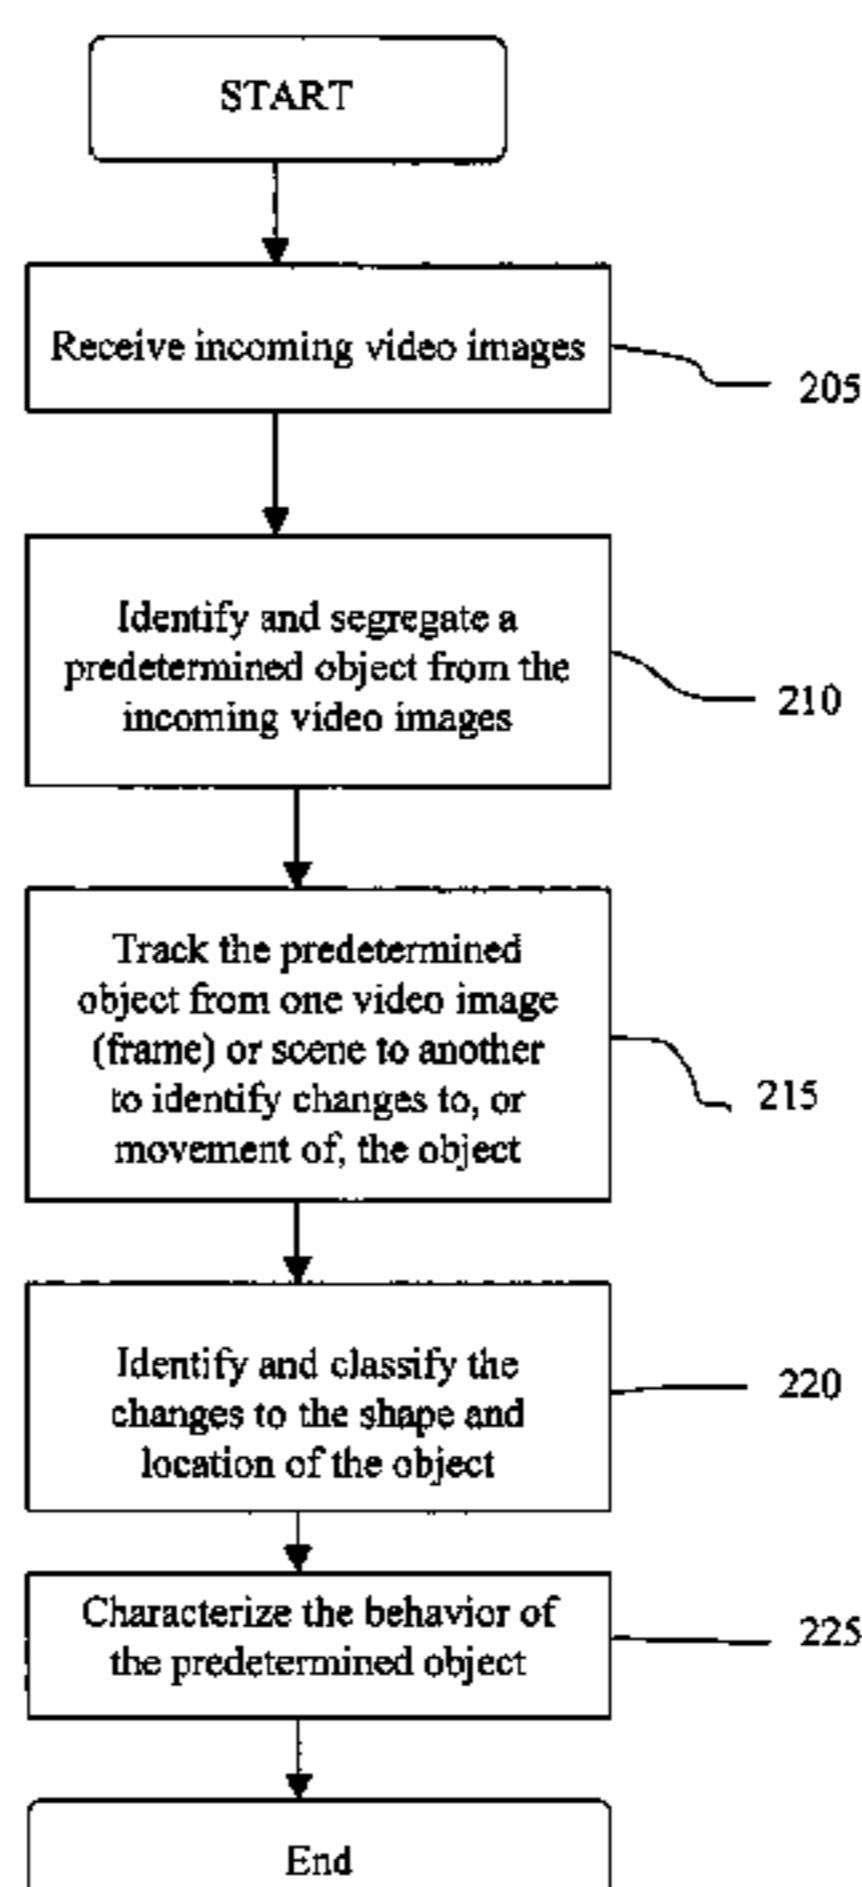 START
Receive incoming video images
205
Identify and segregate a
predetermined object from the
incoming video images
210
Track the predetermined
object from one video image
(frame) or scene to another
to identify changes to, or
movement of, the object
215
Identify and classify the
changes to the shape and
location of the object
220
Characterize the behavior of
the predetermined object
225
End